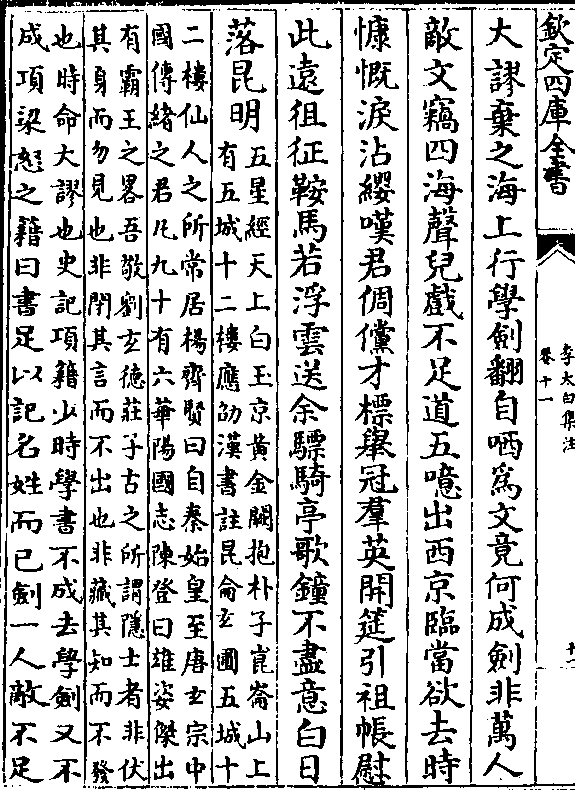 欽定四庫全書
李太白集注
卷十一
十一
大謬棄之海上行學劍翻自哂爲文竟何成劍非萬人
敵文竊四海聲兒戲不足道五噫出西京臨當欲去時
慷慨淚沾纓嘆君倜儻才標舉冠羣英開筵引祖帳慰
此遠徂征鞍馬若浮雲送余驃騎亭歌鐘不盡意白日
落昆明
五星經天上白玉京黃金闕抱朴子崑崙山上
有五城十二樓應劭漢書註昆侖玄圃五城十
二樓仙人之所常居楊齊賢曰自秦始皇至唐玄宗中
國傳緒之君凡九十有六華陽國志陳登曰雄姿傑出
有霸王之畧吾敬劉玄德莊子古之所謂隱士者非伏
其身而勿見也非閉其言而不出也非藏其知而不發
也時命大謬也史記項籍少時學書不成去學劍又不
成項梁怒之籍曰書足以記名姓而已劍一人敵不足